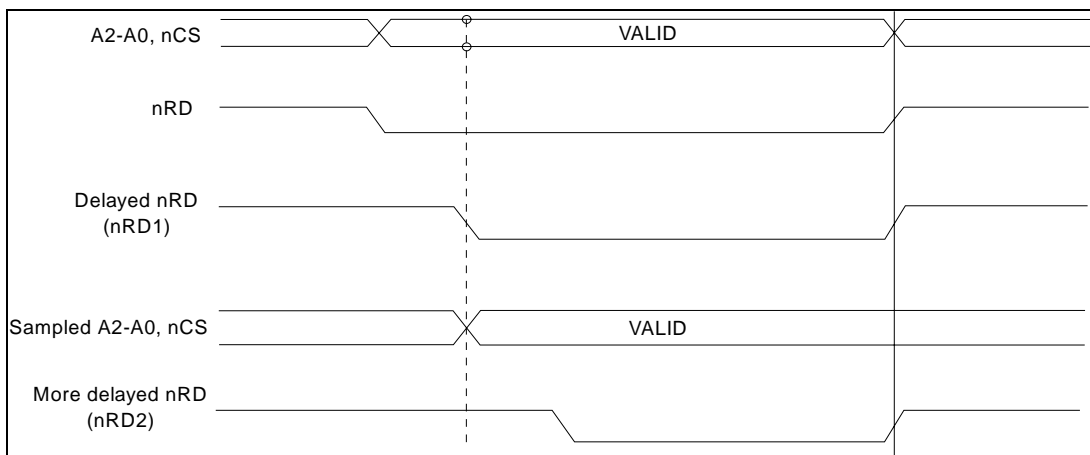 A2-A0, nCS
VALID
nRD
Delayed nRD
(nRD1)
Sampled A2-A0, nCS
VALID
More delayed nRD
(nRD2)